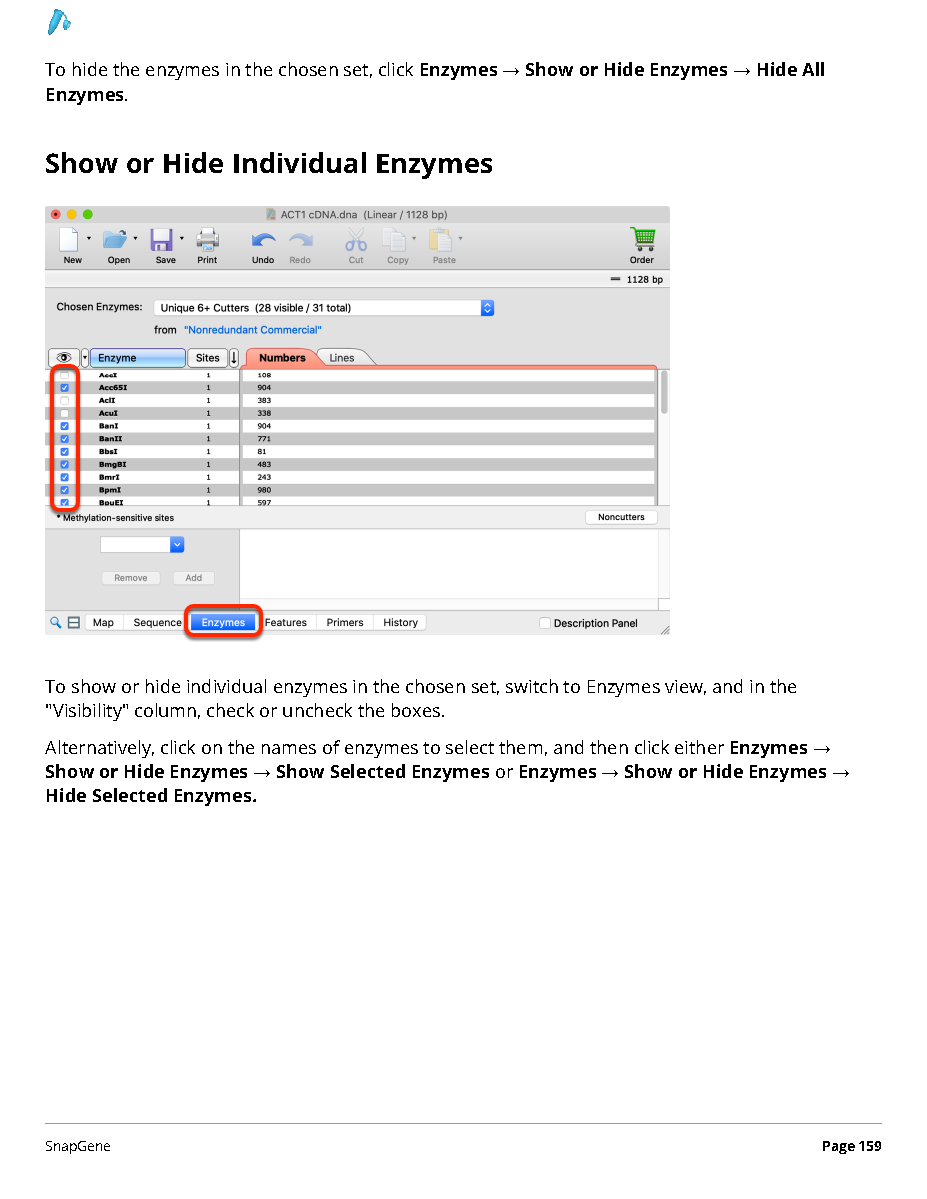 To hide the enzymes in the chosen set, click Enzymes → Show or Hide Enzymes → Hide All
Enzymes.
Show or Hide Individual Enzymes
ACT1 cDNA.dna (Linear / 1128 bp)
New Open Save Print Undo Redo Cut Copy Paste Order
1128 bp
Chosen Enzymes: Unique 6+ Cutters (28 visible / 31 total)
from "Nonredundant Commercial"
Enzyme Sites ↓ Numbers Lines
AccI 1 108
Acc65I 1 904
AclI 1 383
AcuI 1 338
BanI 1 904
BanII 1 771
BbsI 1 81
BmgBI 1 483
BmrI 1 243
BpmI 1 980
BpuEI 1 597
* Methylation-sensitive sites Noncutters
Remove Add
Map Sequence Enzymes Features Primers History Description Panel
To show or hide individual enzymes in the chosen set, switch to Enzymes view, and in the
"Visibility" column, check or uncheck the boxes.
Alternatively, click on the names of enzymes to select them, and then click either Enzymes →
Show or Hide Enzymes → Show Selected Enzymes or Enzymes → Show or Hide Enzymes →
Hide Selected Enzymes.
SnapGene Page 159